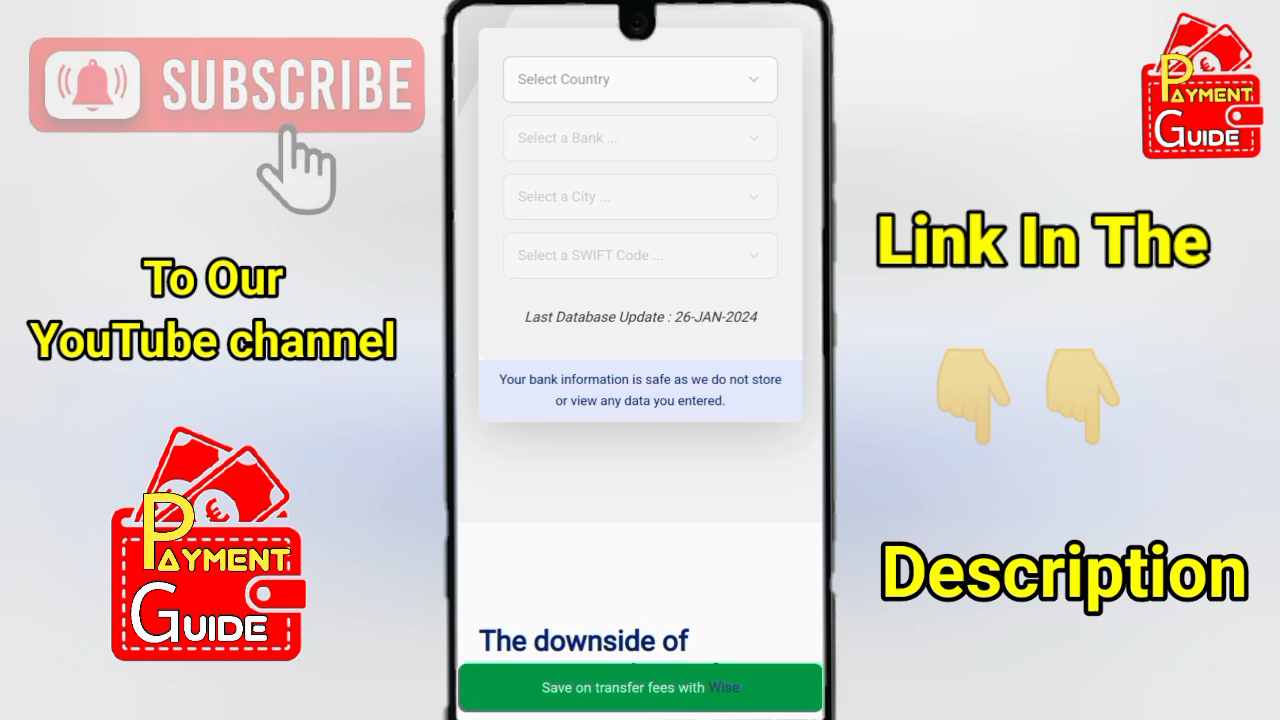 SUBSCRIBE
To Our
YouTube channel
PAYMENT
GUIDE
Select Country
Select a Bank ...
Select a City ...
Select a SWIFT Code ...
Last Database Update : 26-JAN-2024
Your bank information is safe as we do not store
or view any data you entered.
The downside of
Save on transfer fees with Wise
PAYMENT
GUIDE
Link In The
Description